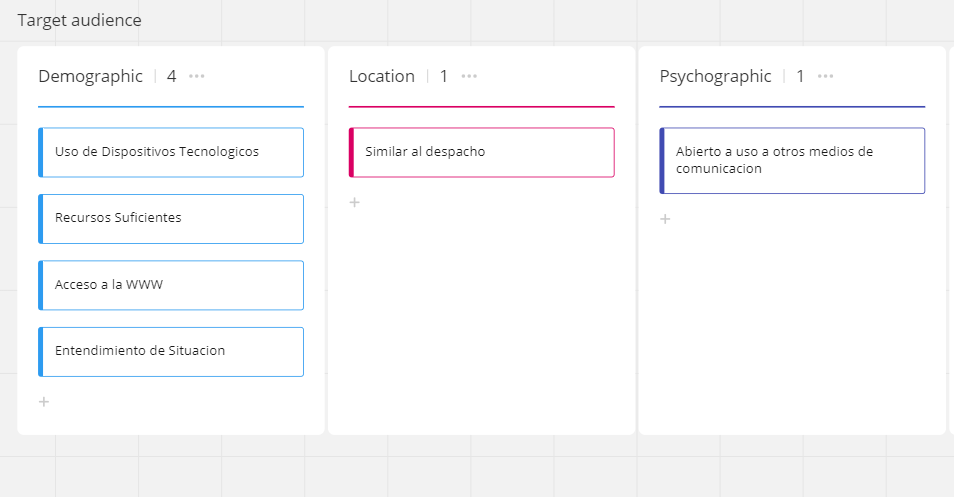 Target audience
Demographic 4
Uso de Dispositivos Tecnologicos
Recursos Suficientes
Acceso a la WWW
Entendimiento de Situacion
Location 1
Similar al despacho
Psychographic 1
Abierto a uso a otros medios de
comunicacion